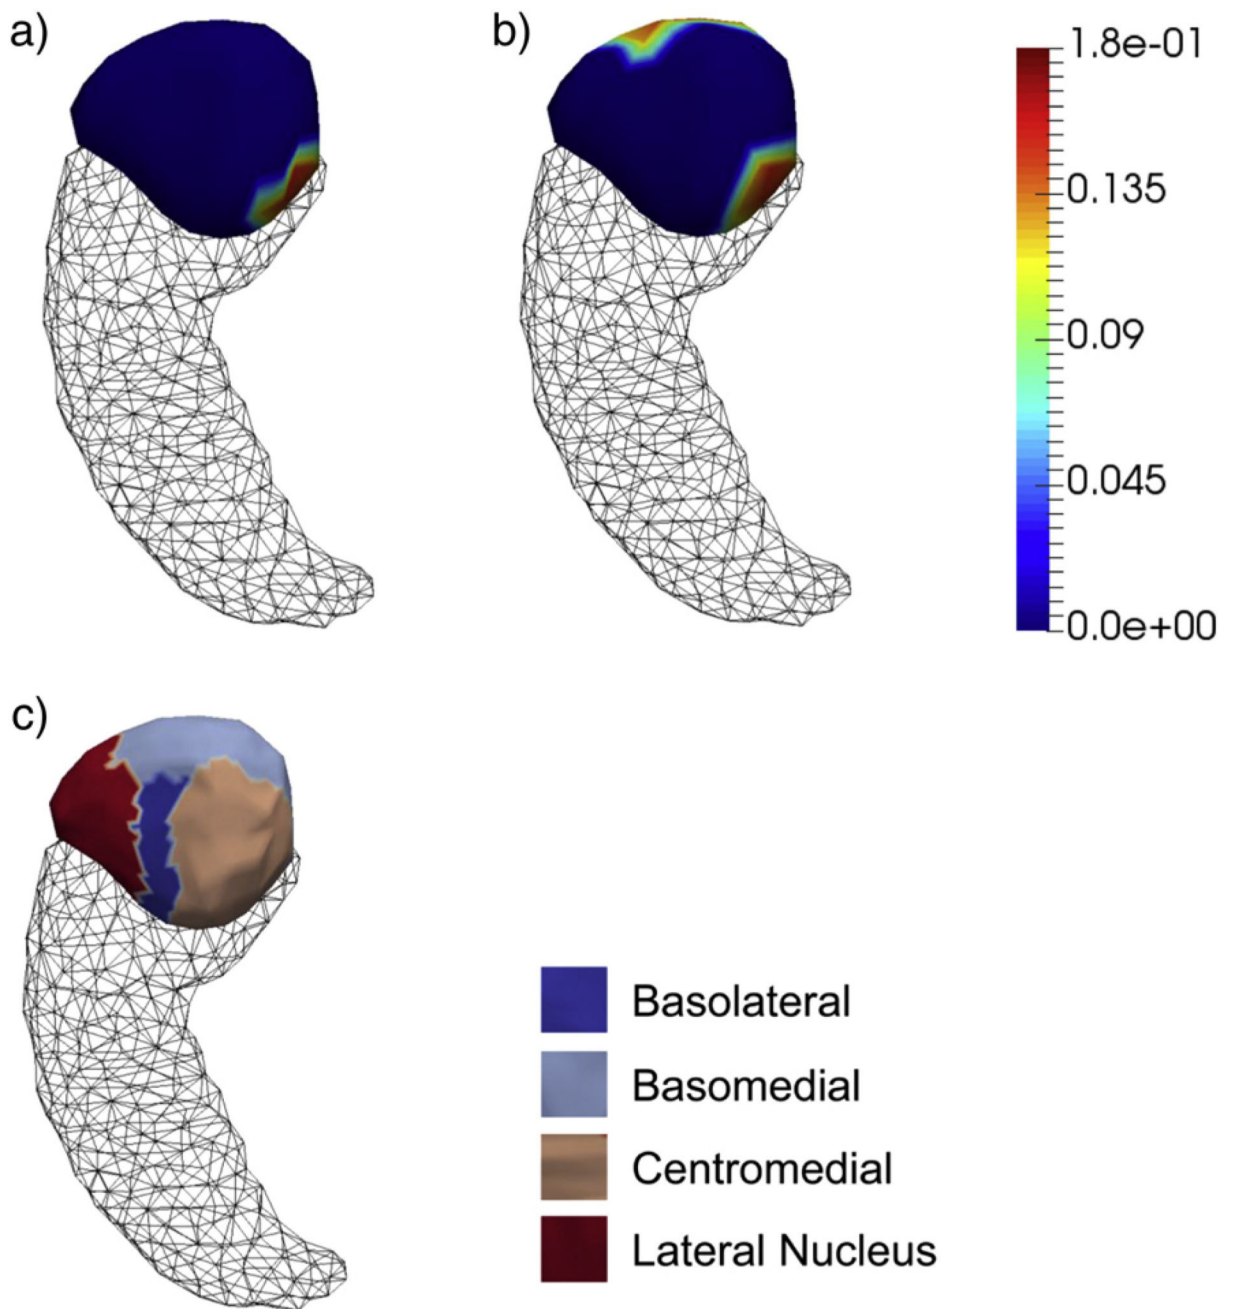 a)
b)
1.8e-01
0.135
0.09
0.045
0.0e+00
c)
Basolateral
Basomedial
Centromedial
Lateral Nucleus